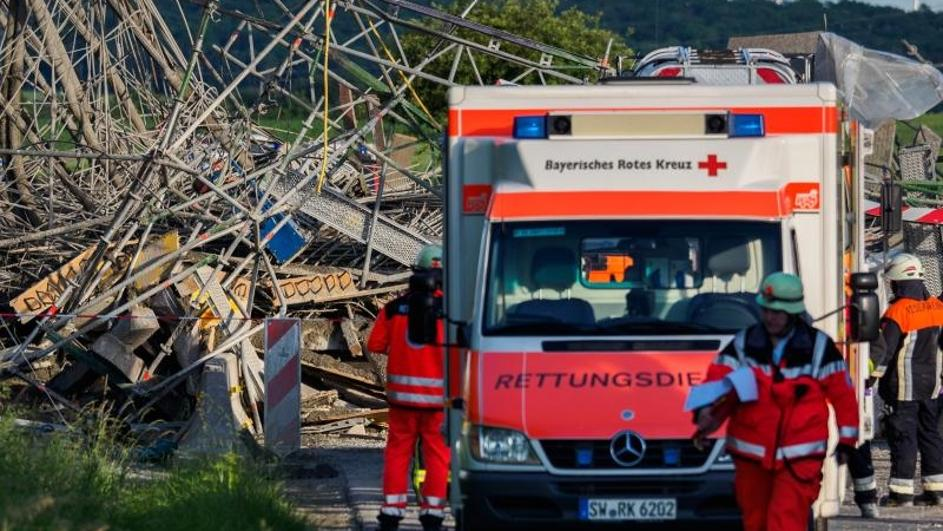 Bayerisches Rotes Kreuz
RETTUNGSDIE
SW RK 6202